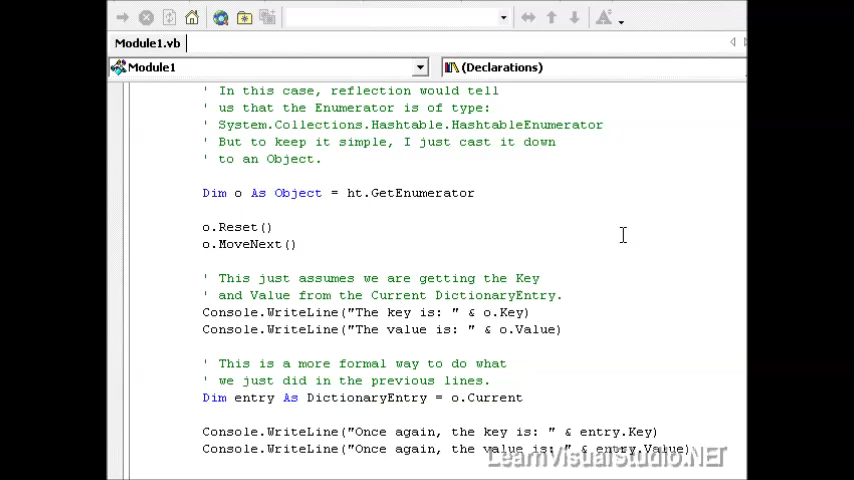 Module1.vb
Module1
(Declarations)
' In this case, reflection would tell
' us that the Enumerator is of type:
' System.Collections.Hashtable.HashtableEnumerator
' But to keep it simple, I just cast it down
' to an Object.
Dim o As Object = ht.GetEnumerator
o.Reset()
o.MoveNext()
' This just assumes we are getting the Key
' and Value from the Current DictionaryEntry.
Console.WriteLine("The key is: " & o.Key)
Console.WriteLine("The value is: " & o.Value)
' This is a more formal way to do what
' we just did in the previous lines.
Dim entry As DictionaryEntry = o.Current
Console.WriteLine("Once again, the key is: " & entry.Key)
Console.WriteLine("Once again, the value is: " & entry.Value)
LearnVisualStudio.NET